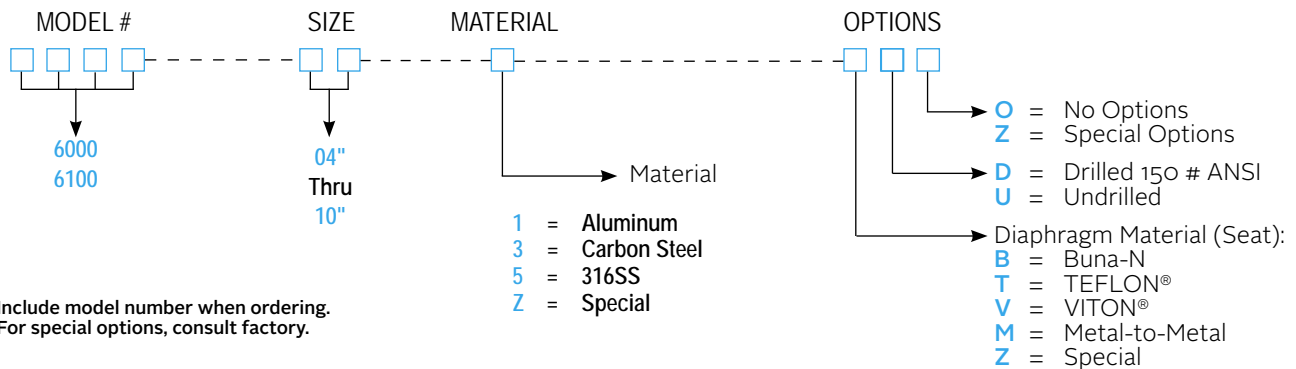 MODEL # SIZE MATERIAL OPTIONS
6000
6100
04"
Thru
10"
Material
1 = Aluminum
3 = Carbon Steel
5 = 316SS
Z = Special
O = No Options
Z = Special Options
D = Drilled 150 # ANSI
U = Undrilled
Diaphragm Material (Seat):
B = Buna-N
T = TEFLON®
V = VITON®
M = Metal-to-Metal
Z = Special
Include model number when ordering.
For special options, consult factory.